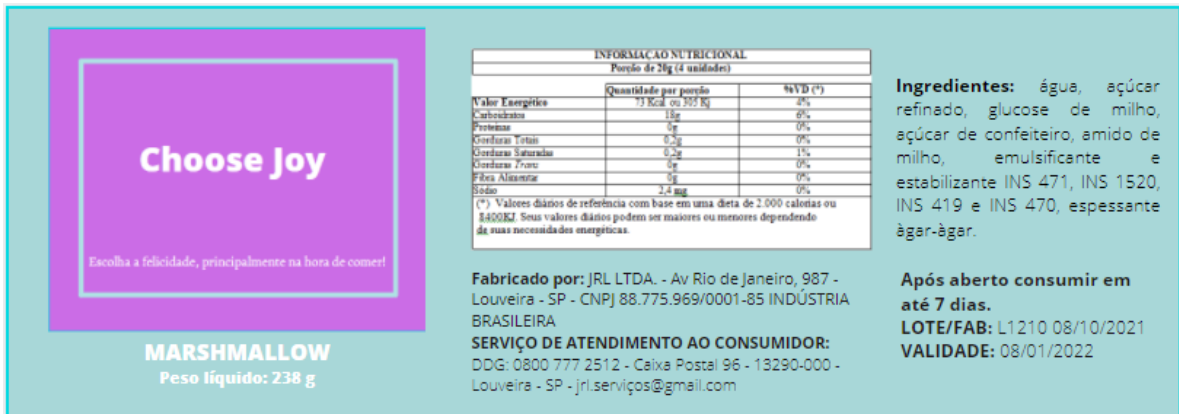 Choose Joy
Escolha a felicidade, principalmente na hora de comer!
MARSHMALLOW
Peso líquido: 238 g
INFORMAÇAO NUTRICIONAL
Porção de 20g (4 unidades)
Quantidade por porção %VD (*)
Valor Energético 73 Kcal ou 305 Kj 4%
Carboidratos 18g 6%
Proteínas 0g 0%
Gorduras Totais 0,2g 0%
Gorduras Saturadas 0,2g 1%
Gorduras Trans 0g 0%
Fibra Alimentar 0g 0%
Sódio 2,4 mg 0%
(*) Valores diários de referência com base em uma dieta de 2.000 calorias ou
8400KJ. Seus valores diários podem ser maiores ou menores dependendo
de suas necessidades energéticas.
Fabricado por: JRL LTDA. - Av Rio de Janeiro, 987 -
Louveira - SP - CNPJ 88.775.969/0001-85 INDÚSTRIA
BRASILEIRA
SERVIÇO DE ATENDIMENTO AO CONSUMIDOR:
DDG: 0800 777 2512 - Caixa Postal 96 - 13290-000 -
Louveira - SP - jrl.serviços@gmail.com
Ingredientes: água, açúcar
refinado, glucose de milho,
açúcar de confeiteiro, amido de
milho, emulsificante e
estabilizante INS 471, INS 1520,
INS 419 e INS 470, espessante
àgar-àgar.
Após aberto consumir em
até 7 dias.
LOTE/FAB: L1210 08/10/2021
VALIDADE: 08/01/2022